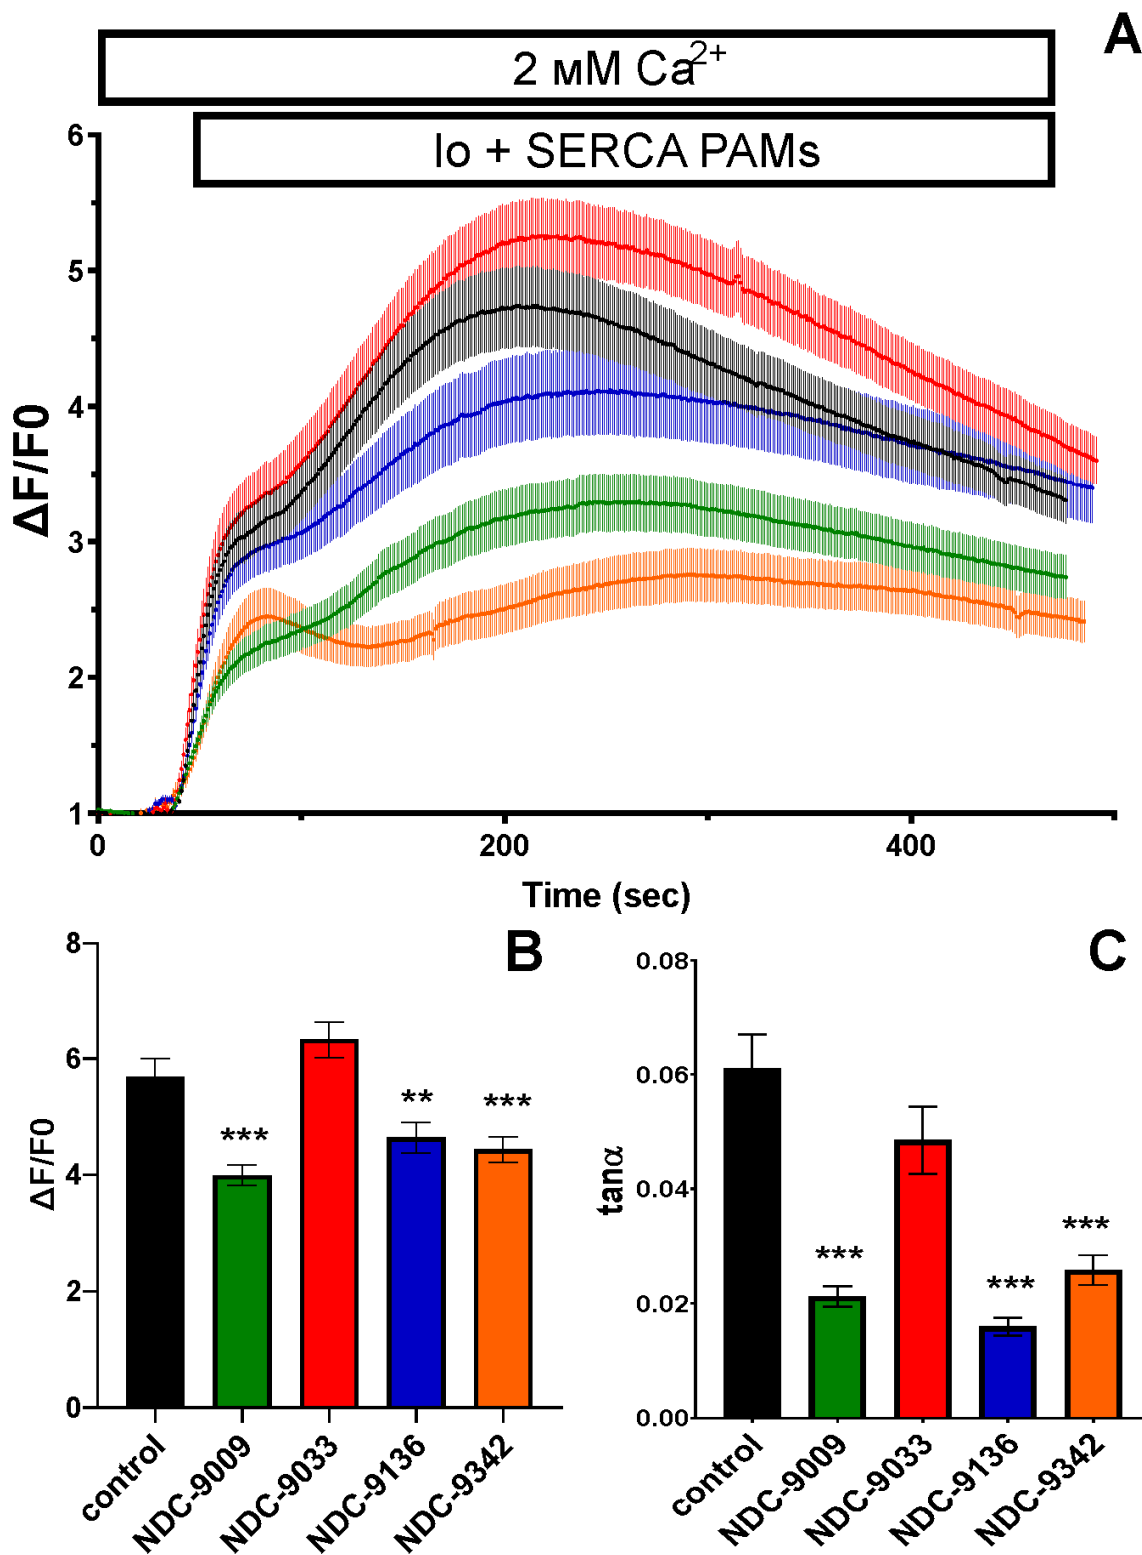 A
2 мM Ca2+
Io + SERCA PAMs
6
5
4
3
2
1
ΔF/F0
0 200 400
Time (sec)
B
8
6
4
2
0
ΔF/F0
***
**
***
control
NDC-9009
NDC-9033
NDC-9136
NDC-9342
C
0.08
0.06
0.04
0.02
0.00
tanα
***
***
***
control
NDC-9009
NDC-9033
NDC-9136
NDC-9342